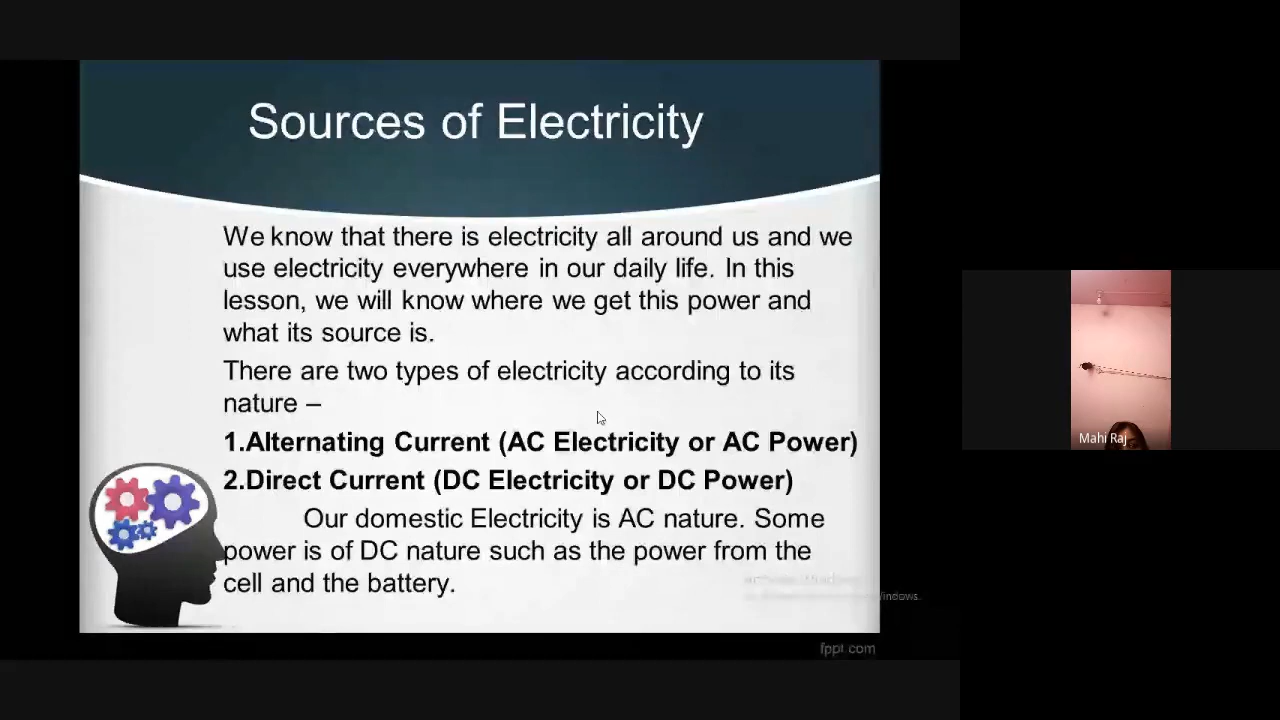 Sources of Electricity
We know that there is electricity all around us and we
use electricity everywhere in our daily life. In this
lesson, we will know where we get this power and
what its source is.
There are two types of electricity according to its
nature –
1.Alternating Current (AC Electricity or AC Power)
2.Direct Current (DC Electricity or DC Power)
Our domestic Electricity is AC nature. Some
power is of DC nature such as the power from the
cell and the battery.
Windows.
fppt.com
Mahi Raj